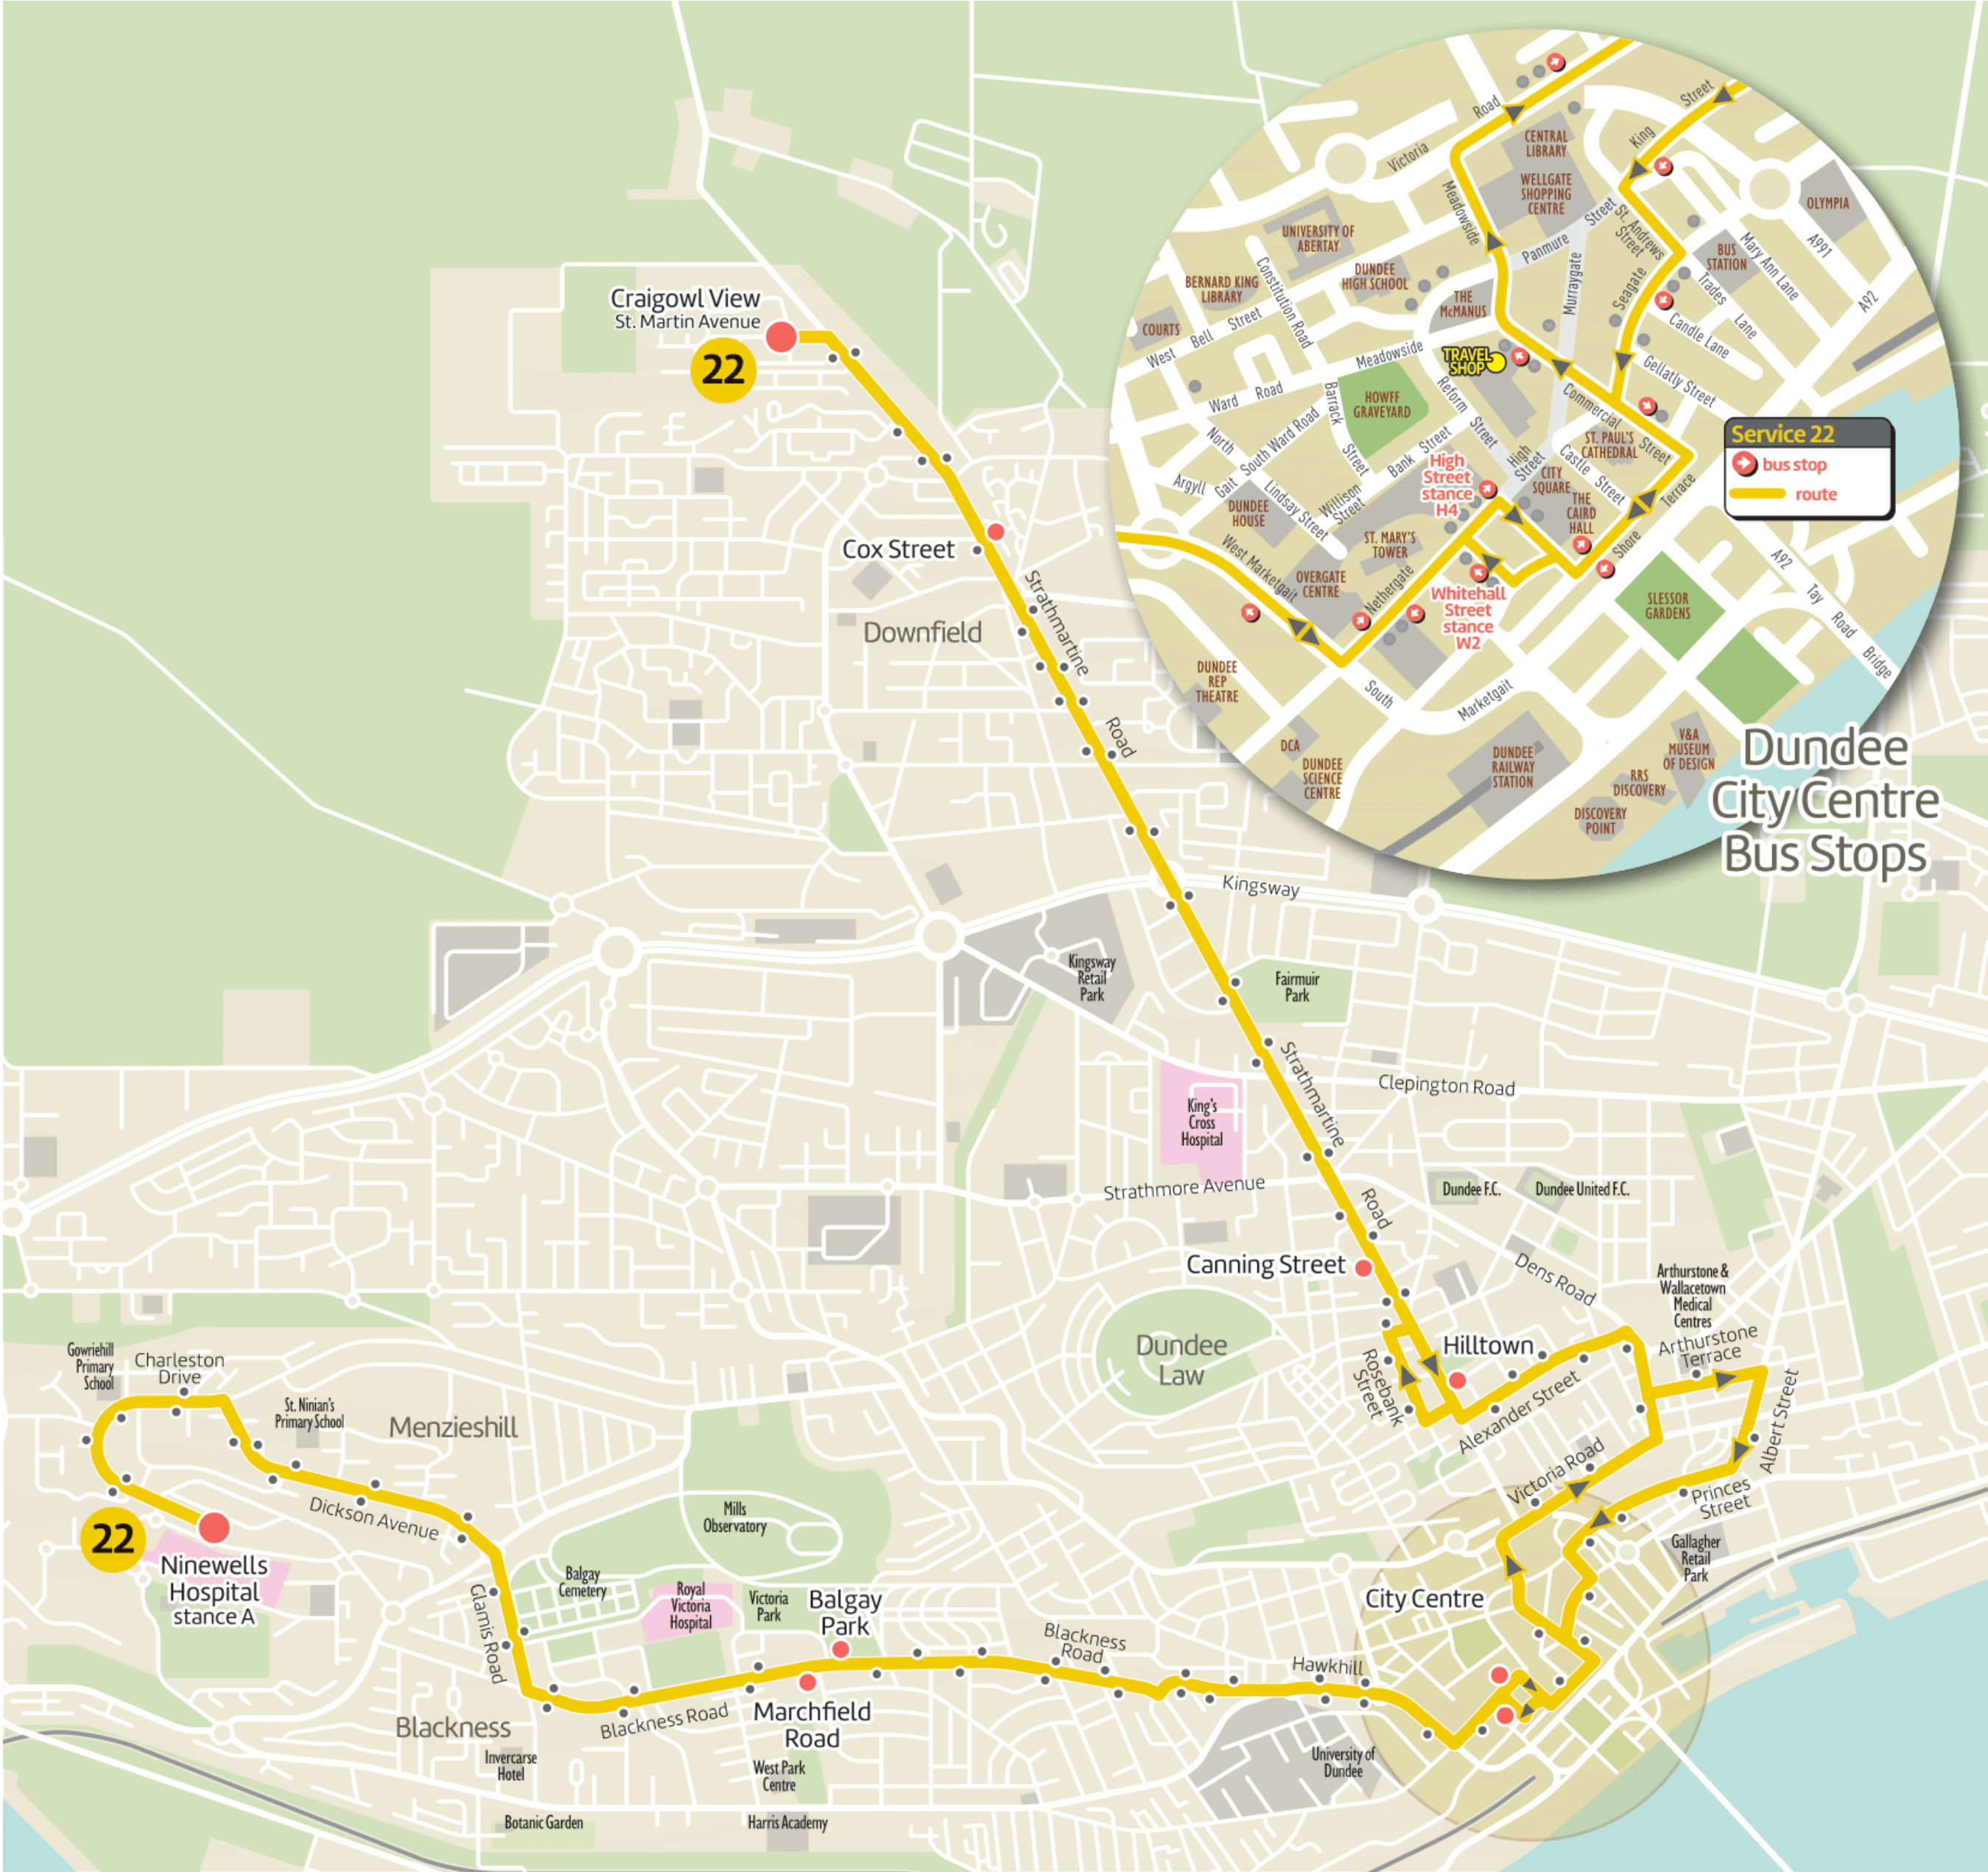 Craigowl View
St. Martin Avenue
22
Cox Street
Strathmartine
Road
Downfield
Kingsway
Kingsway
Retail
Park
Fairmuir
Park
Strathmartine
Road
Clepington Road
King's
Cross
Hospital
Strathmore Avenue
Dundee F.C.
Dundee United F.C.
Canning Street
Dens Road
Arthurstone &
Wallacetown
Medical
Centres
Arthurstone
Terrace
Dundee
Law
Hilltown
Rosebank
Street
Alexander Street
Albert Street
Victoria Road
Princes
Street
Gallagher
Retail
Park
City Centre
Gowriehill
Primary
School
Charleston
Drive
St. Ninian's
Primary School
Menzieshill
Dickson Avenue
22
Ninewells
Hospital
stance A
Glamis Road
Mills
Observatory
Balgay
Cemetery
Royal
Victoria
Hospital
Victoria
Park
Balgay
Park
Blackness
Road
Hawkhill
Blackness
Blackness Road
Marchfield
Road
Invercarse
Hotel
West Park
Centre
University of
Dundee
Botanic Garden
Harris Academy
Road
Victoria
Street
King
CENTRAL
LIBRARY
WELLGATE
SHOPPING
CENTRE
OLYMPIA
Meadowside
UNIVERSITY OF
ABERTAY
Panmure
Street
St. Andrews
Street
BUS
STATION
Mary Ann Lane
A991
A92
DUNDEE
HIGH SCHOOL
BERNARD KING
LIBRARY
Constitution Road
THE
McMANUS
Murraygate
Seagate
Trades
Lane
Candle Lane
COURTS
West
Bell
Street
Meadowside
TRAVEL
SHOP
Gellatly Street
Ward
Road
Barrack
Street
HOWFF
GRAVEYARD
Reform
Street
Commercial
Street
North
South Ward Road
Bank
Street
High
Street
ST. PAUL'S
CATHEDRAL
Castle
Street
Argyll
Gait
Lindsay Street
Willison
Street
High
Street
stance
H4
CITY
SQUARE
THE
CAIRD
HALL
Shore
Terrace
DUNDEE
HOUSE
ST. MARY'S
TOWER
West Marketgait
OVERGATE
CENTRE
Nethergate
Whitehall
Street
stance
W2
SLESSOR
GARDENS
A92
Tay
Road
Bridge
DUNDEE
REP
THEATRE
South
Marketgait
DCA
DUNDEE
SCIENCE
CENTRE
DUNDEE
RAILWAY
STATION
V&A
MUSEUM
OF DESIGN
RRS
DISCOVERY
DISCOVERY
POINT
Service 22
bus stop
route
Dundee
City Centre
Bus Stops